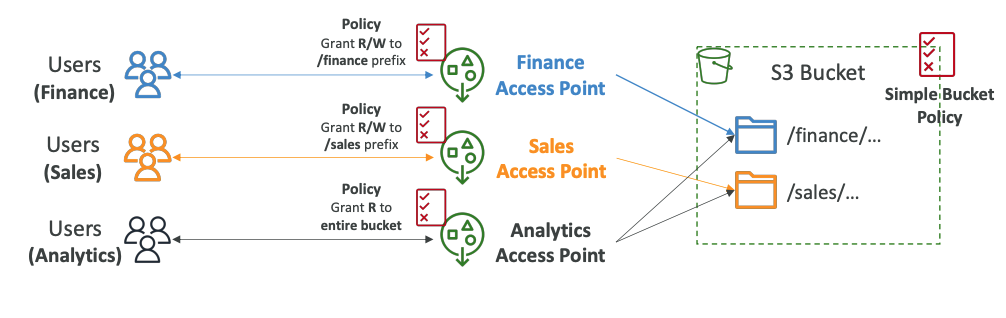 Policy
Grant R/W to
/finance prefix
Users
(Finance)
Finance
Access Point
S3 Bucket
Simple Bucket
Policy
Policy
Grant R/W to
/sales prefix
Users
(Sales)
Sales
Access Point
/finance/...
/sales/...
Policy
Grant R to
entire bucket
Users
(Analytics)
Analytics
Access Point